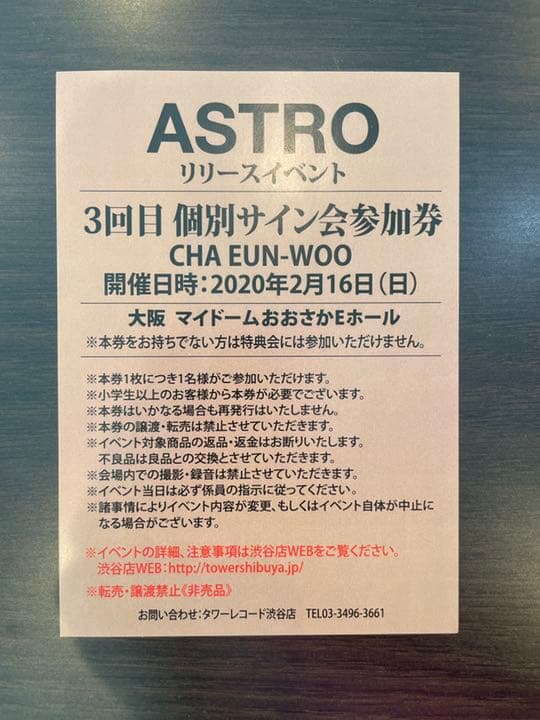 ASTRO
リリースイベント
3回目 個別サイン会参加券
CHA EUN-WOO
開催日時：2020年2月16日（日）
大阪 マイドームおおさかEホール
※本券をお持ちでない方は特典会には参加いただけません。
※本券1枚につき1名様がご参加いただけます。
※小学生以上のお客様から本券が必要でございます。
※本券はいかなる場合も再発行はいたしません。
※本券の譲渡・転売は禁止させていただきます。
※イベント対象商品の返品・返金はお断りいたします。
不良品は良品との交換とさせていただきます。
※会場内での撮影・録音は禁止させていただきます。
※イベント当日は必ず係員の指示に従ってください。
※諸事情によりイベント内容が変更、もしくはイベント自体が中止に
なる場合がございます。
※イベントの詳細、注意事項は渋谷店WEBをご覧ください。
渋谷店WEB：http://towershibuya.jp/
※転売・譲渡禁止《非売品》
お問い合わせ：タワーレコード渋谷店 TEL03-3496-3661